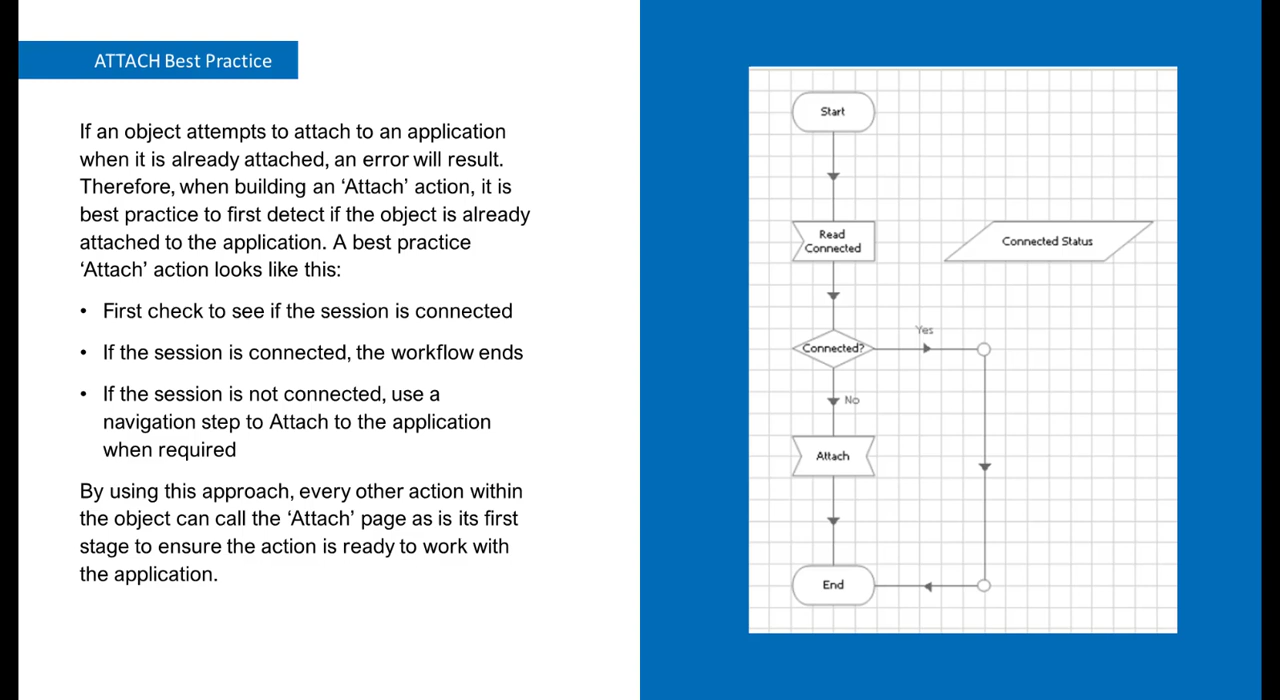 ATTACH Best Practice
If an object attempts to attach to an application
when it is already attached, an error will result.
Therefore, when building an ‘Attach’ action, it is
best practice to first detect if the object is already
attached to the application. A best practice
‘Attach’ action looks like this:
• First check to see if the session is connected
• If the session is connected, the workflow ends
• If the session is not connected, use a
navigation step to Attach to the application
when required
By using this approach, every other action within
the object can call the ‘Attach’ page as is its first
stage to ensure the action is ready to work with
the application.
Start
Read
Connected
Connected Status
Connected?
Yes
No
Attach
End